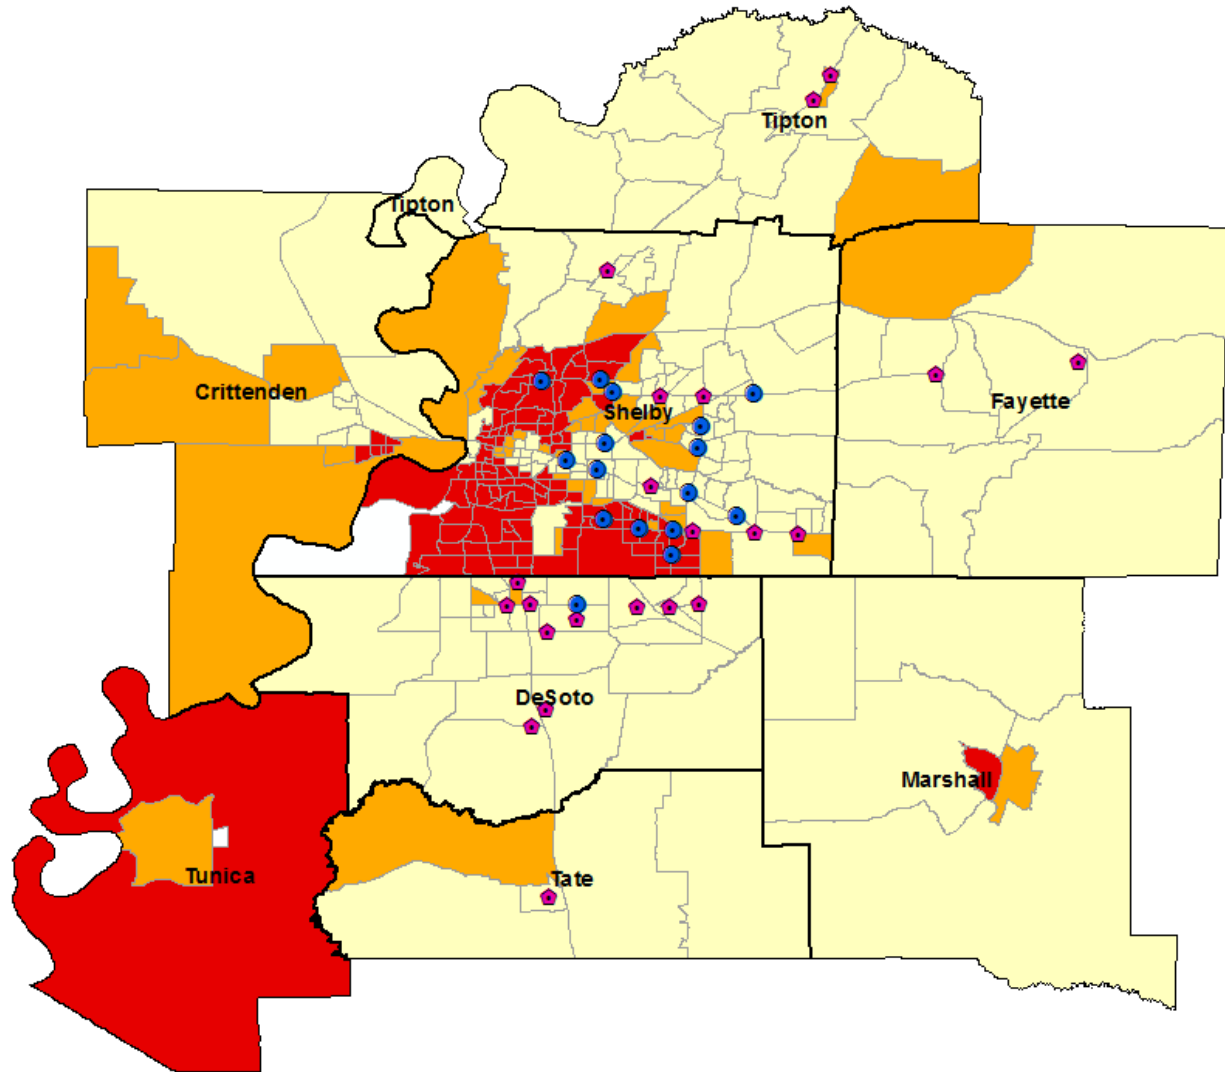 Tipton
Tipton
Crittenden
Shelby
Fayette
DeSoto
Marshall
Tunica
Tate